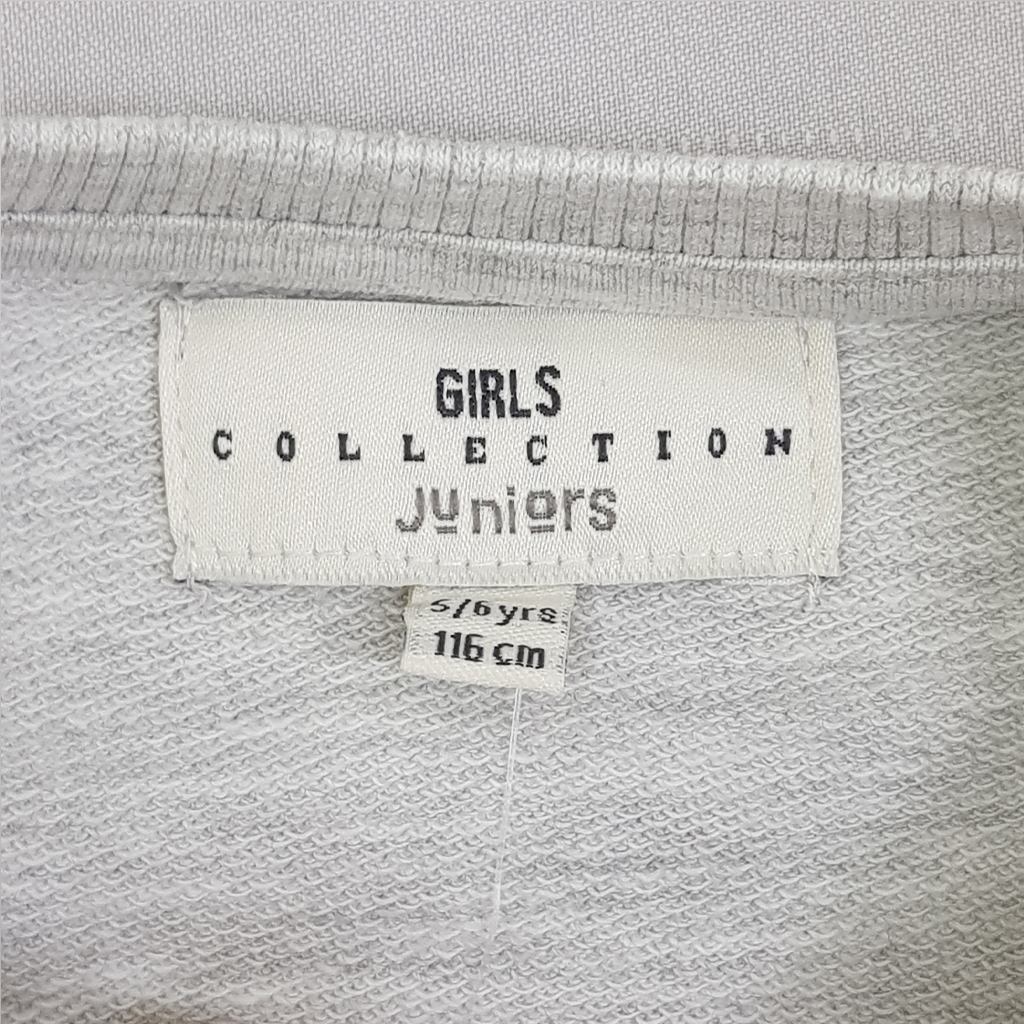 GIRLS
COLLECTION
Juniors
5/6 yrs
116 cm